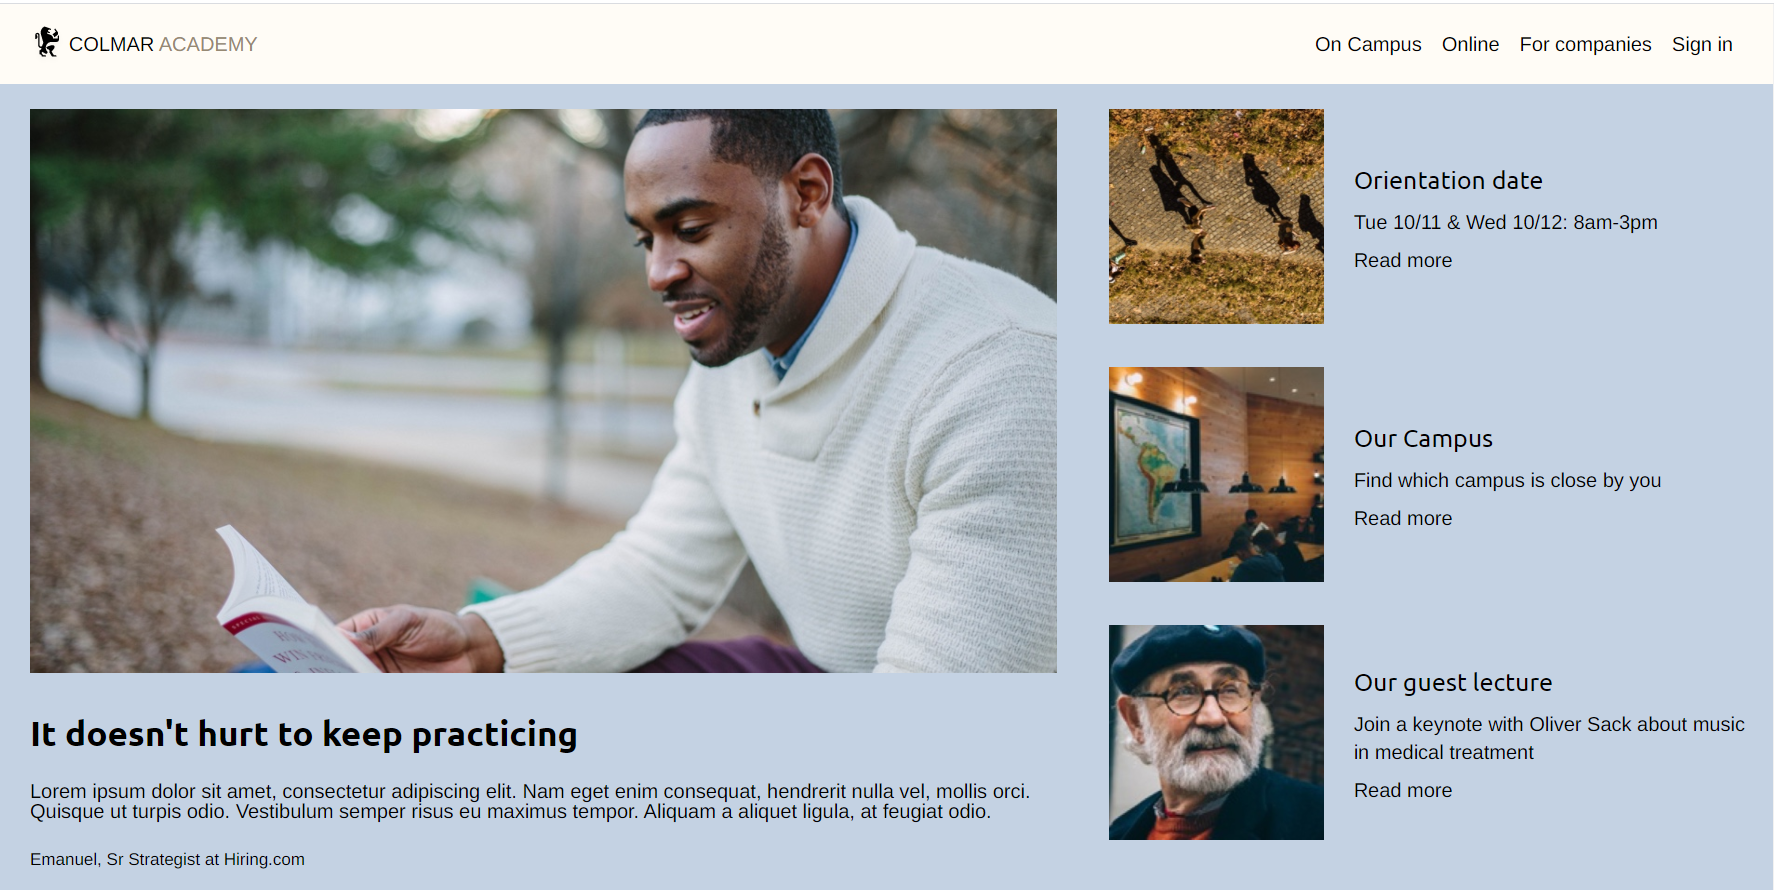 COLMAR ACADEMY
On Campus Online For companies Sign in
Orientation date
Tue 10/11 & Wed 10/12: 8am-3pm
Read more
Our Campus
Find which campus is close by you
Read more
Our guest lecture
Join a keynote with Oliver Sack about music
in medical treatment
Read more
It doesn't hurt to keep practicing
Lorem ipsum dolor sit amet, consectetur adipiscing elit. Nam eget enim consequat, hendrerit nulla vel, mollis orci.
Quisque ut turpis odio. Vestibulum semper risus eu maximus tempor. Aliquam a aliquet ligula, at feugiat odio.
Emanuel, Sr Strategist at Hiring.com